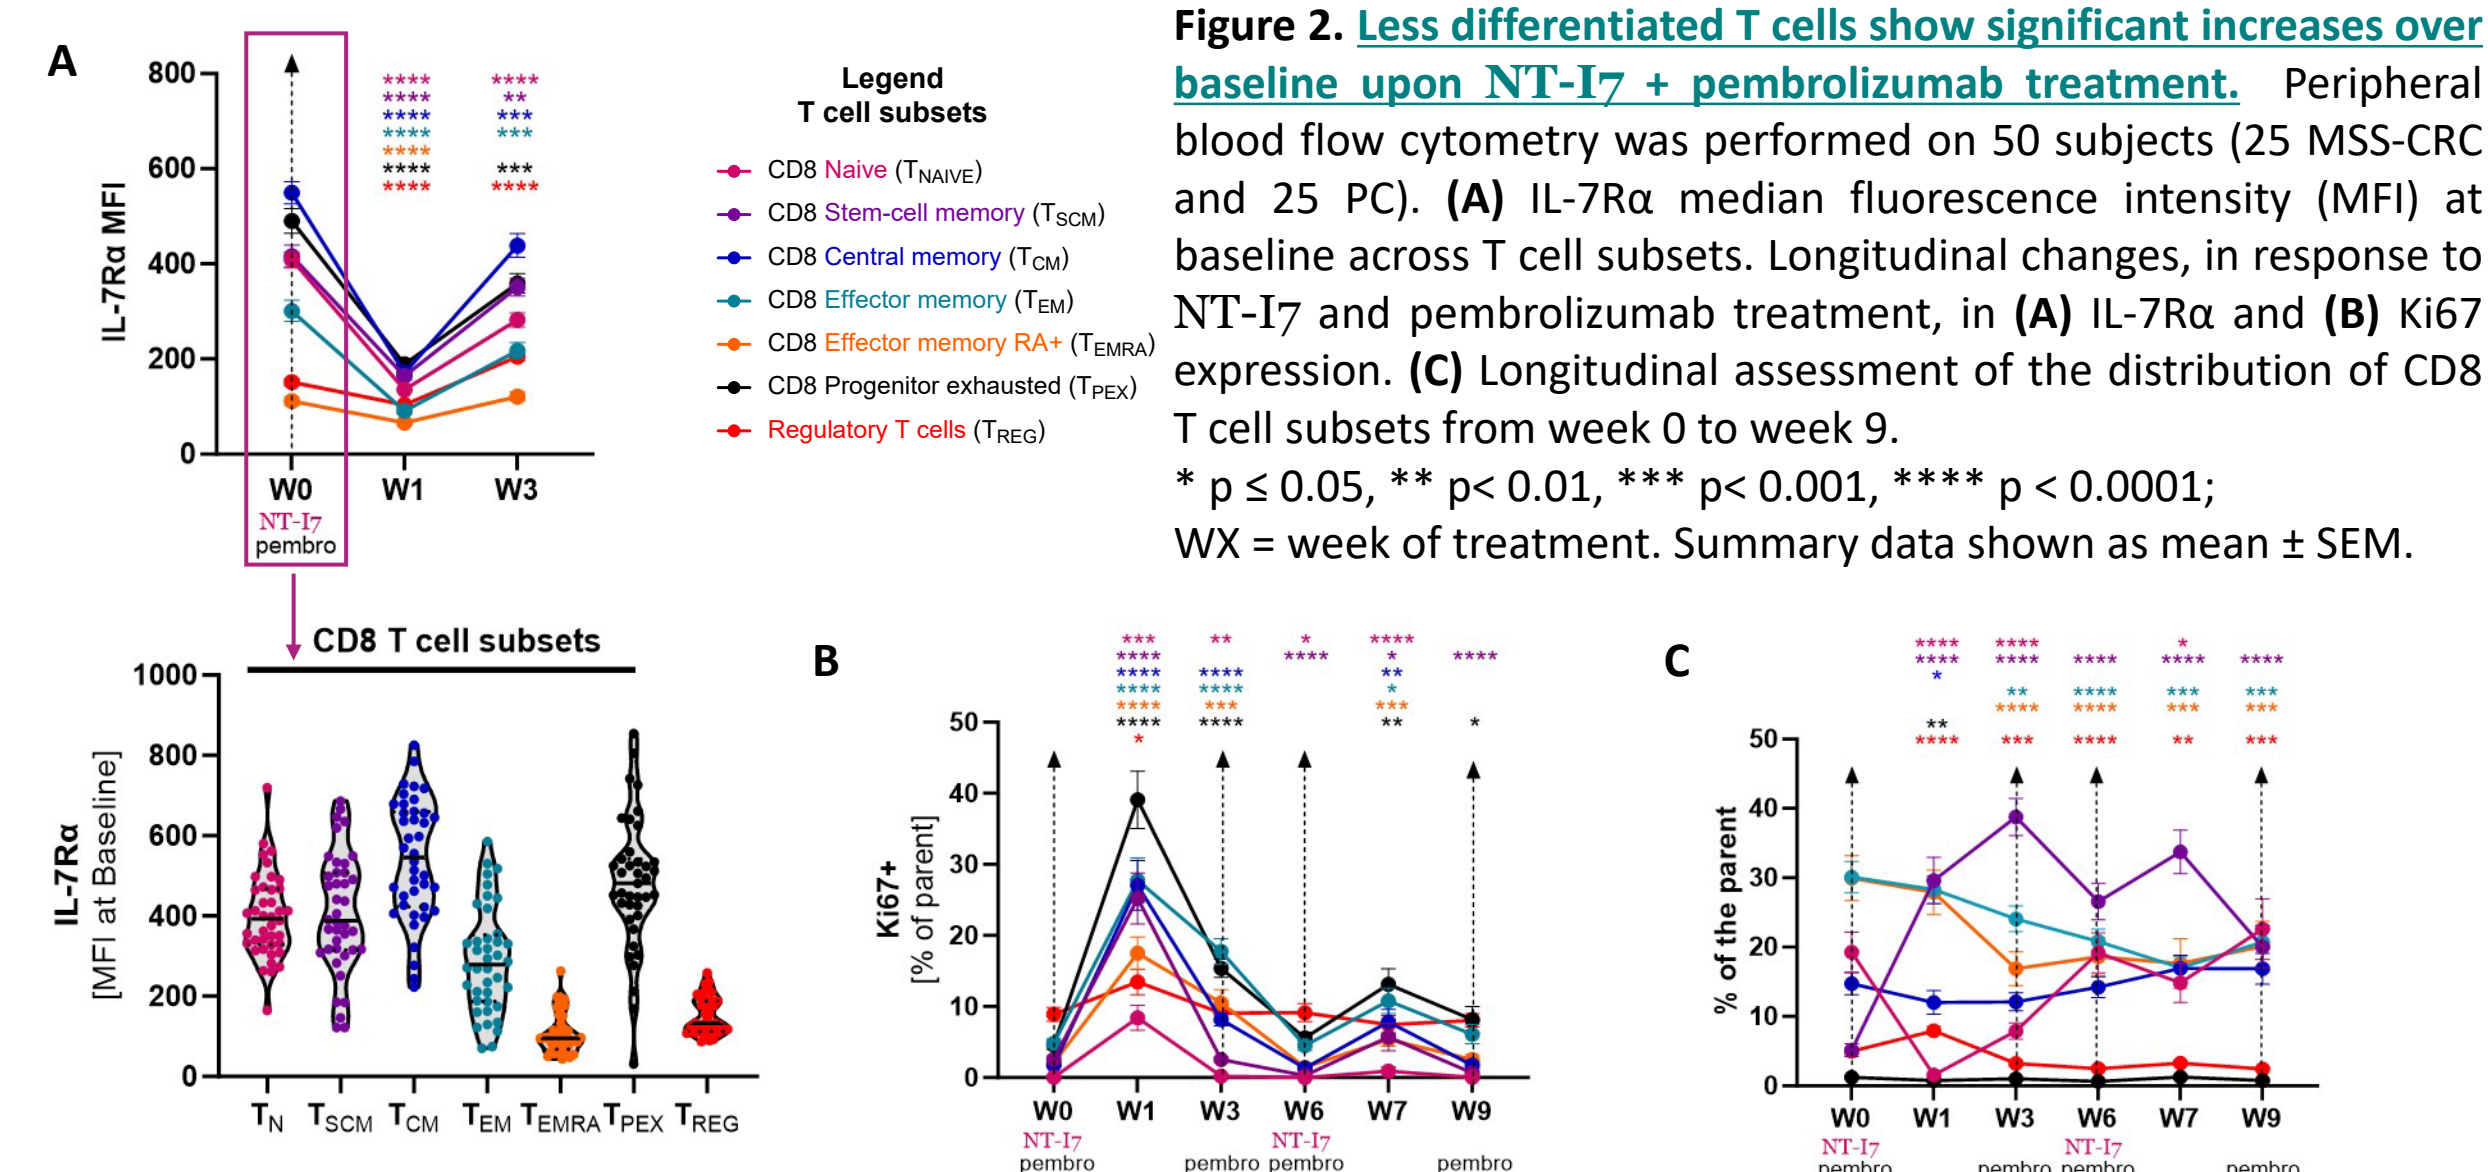 A
800
600
400
200
0
IL-7Rα MFI
**** ****
**** **
**** ***
**** ***
****
**** ***
**** ****
W0 W1 W3
NT-I7
pembro
Legend
T cell subsets
CD8 Naive (TNAIVE)
CD8 Stem-cell memory (TSCM)
CD8 Central memory (TCM)
CD8 Effector memory (TEM)
CD8 Effector memory RA+ (TEMRA)
CD8 Progenitor exhausted (TPEX)
Regulatory T cells (TREG)
Figure 2. Less differentiated T cells show significant increases over
baseline upon NT-I7 + pembrolizumab treatment. Peripheral
blood flow cytometry was performed on 50 subjects (25 MSS-CRC
and 25 PC). (A) IL-7Rα median fluorescence intensity (MFI) at
baseline across T cell subsets. Longitudinal changes, in response to
NT-I7 and pembrolizumab treatment, in (A) IL-7Rα and (B) Ki67
expression. (C) Longitudinal assessment of the distribution of CD8
T cell subsets from week 0 to week 9.
* p ≤ 0.05, ** p< 0.01, *** p< 0.001, **** p < 0.0001;
WX = week of treatment. Summary data shown as mean ± SEM.
CD8 T cell subsets
1000
800
600
400
200
0
IL-7Rα
[MFI at Baseline]
TN TSCM TCM TEM TEMRA TPEX TREG
B
*** ** * ****
**** **** * ****
**** **** **
**** **** *
**** *** ***
**** **** ** *
*
50
40
30
20
10
0
Ki67+
[% of parent]
W0 W1 W3 W6 W7 W9
NT-I7 NT-I7
pembro pembro pembro pembro
C
**** **** *
**** **** **** **** ****
*
** **** *** ***
**** **** *** ***
**
**** *** **** ** ***
50
40
30
20
10
0
% of the parent
W0 W1 W3 W6 W7 W9
NT-I7 NT-I7
pembro pembro pembro pembro